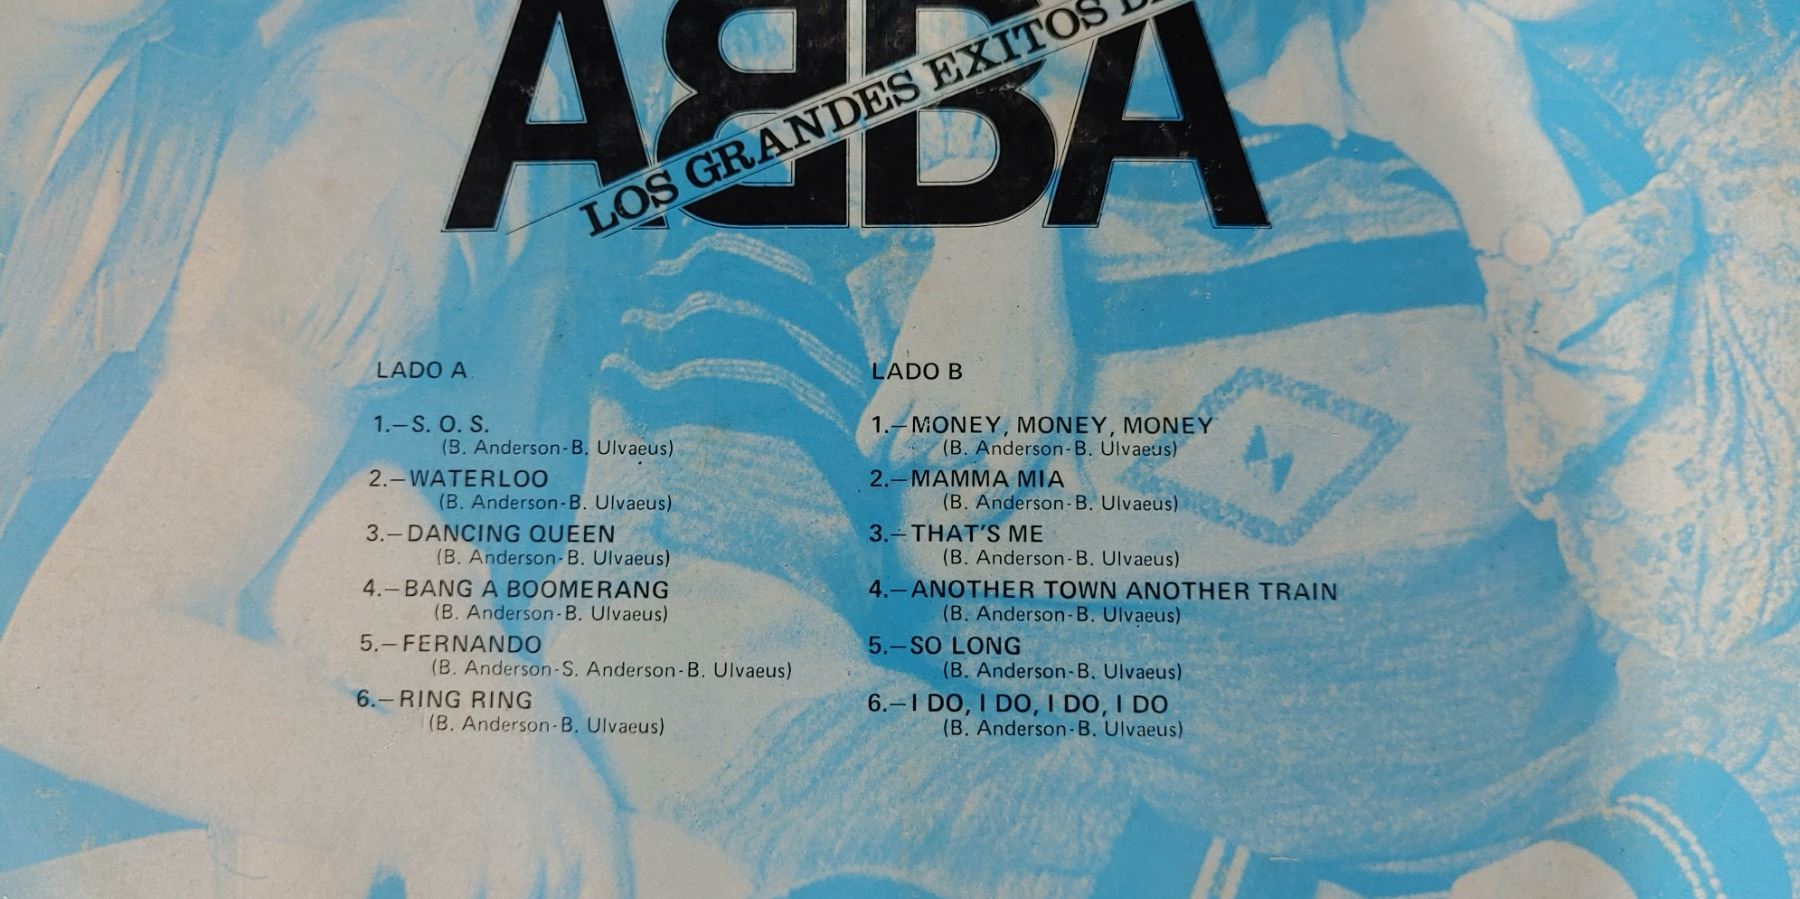 ABBA
LOS GRANDES EXITOS
LADO A
1.—S. O. S.
(B. Anderson-B. Ulvaeus)
2.—WATERLOO
(B. Anderson-B. Ulvaeus)
3.—DANCING QUEEN
(B. Anderson-B. Ulvaeus)
4.—BANG A BOOMERANG
(B. Anderson-B. Ulvaeus)
5.—FERNANDO
(B. Anderson-S. Anderson-B. Ulvaeus)
6.—RING RING
(B. Anderson-B. Ulvaeus)
LADO B
1.—MONEY, MONEY, MONEY
(B. Anderson-B. Ulvaeus)
2.—MAMMA MIA
(B. Anderson-B. Ulvaeus)
3.—THAT'S ME
(B. Anderson-B. Ulvaeus)
4.—ANOTHER TOWN ANOTHER TRAIN
(B. Anderson-B. Ulvaeus)
5.—SO LONG
(B. Anderson-B. Ulvaeus)
6.—I DO, I DO, I DO, I DO
(B. Anderson-B. Ulvaeus)